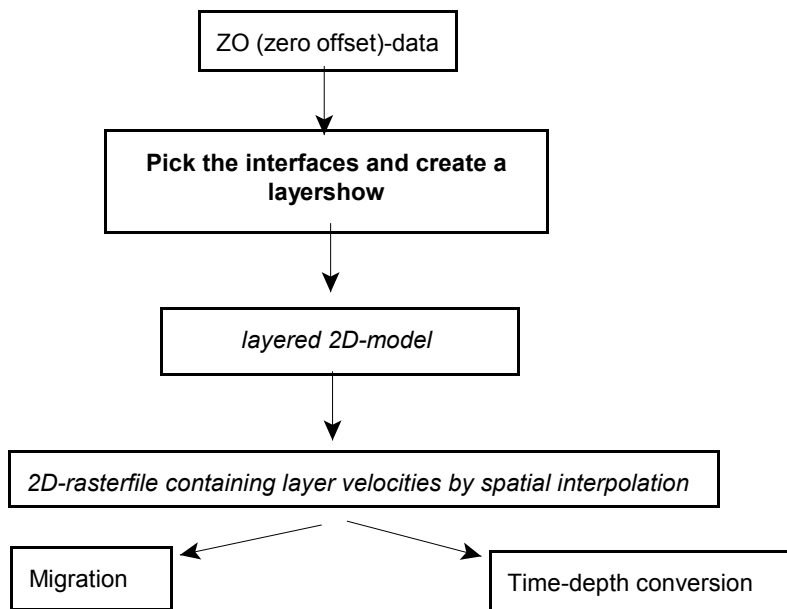 ZO (zero offset)-data
Pick the interfaces and create a
layershow
layered 2D-model
2D-rasterfile containing layer velocities by spatial interpolation
Migration
Time-depth conversion